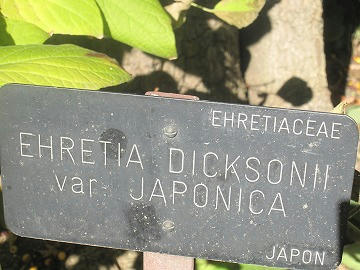 EHRETIACEAE
EHRETIA DICKSONII
var JAPONICA
JAPON